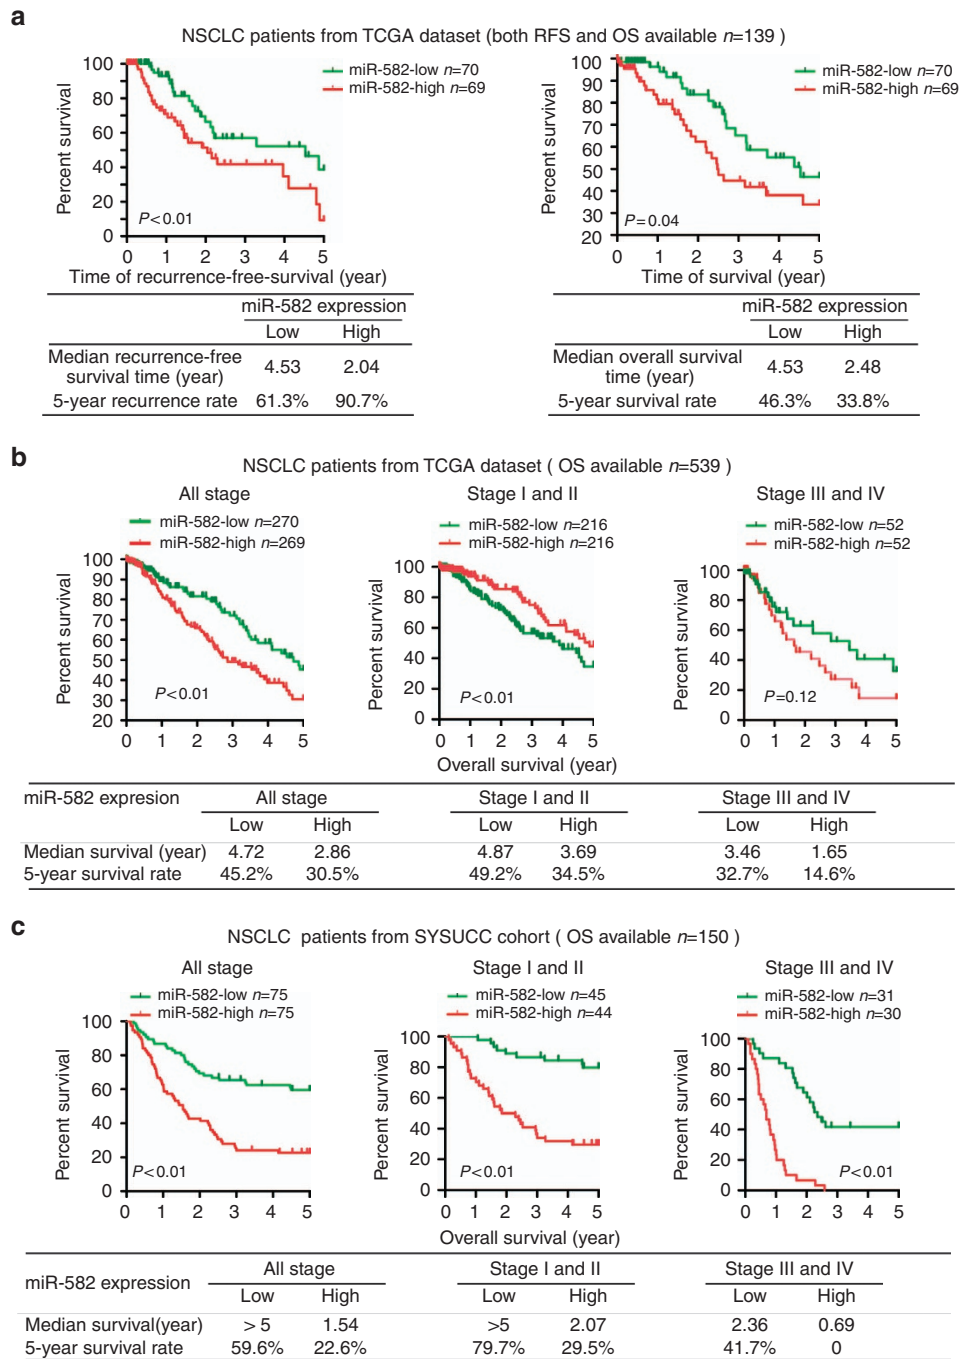 a
NSCLC patients from TCGA dataset (both RFS and OS available n=139 )
miR-582-low n=70
miR-582-high n=69
Percent survival
100
80
60
40
20
0
P<0.01
0 1 2 3 4 5
Time of recurrence-free-survival (year)
miR-582 expression
Low High
Median recurrence-free
survival time (year)
4.53 2.04
5-year recurrence rate 61.3% 90.7%
miR-582-low n=70
miR-582-high n=69
Percent survival
100
90
80
70
60
50
40
30
20
P=0.04
0 1 2 3 4 5
Time of survival (year)
miR-582 expression
Low High
Median overall survival
time (year)
4.53 2.48
5-year survival rate 46.3% 33.8%
b
NSCLC patients from TCGA dataset ( OS available n=539 )
All stage
miR-582-low n=270
miR-582-high n=269
Percent survival
100
90
80
70
60
50
40
30
20
P<0.01
0 1 2 3 4 5
Stage I and II
miR-582-low n=216
miR-582-high n=216
Percent survival
100
80
60
40
20
0
P<0.01
0 1 2 3 4 5
Stage III and IV
miR-582-low n=52
miR-582-high n=52
Percent survival
100
80
60
40
20
0
P=0.12
0 1 2 3 4 5
Overall survival (year)
miR-582 expresion All stage Stage I and II Stage III and IV
Low High Low High Low High
Median survival (year) 4.72 2.86 4.87 3.69 3.46 1.65
5-year survival rate 45.2% 30.5% 49.2% 34.5% 32.7% 14.6%
c
NSCLC patients from SYSUCC cohort ( OS available n=150 )
All stage
miR-582-low n=75
miR-582-high n=75
Percent survival
100
80
60
40
20
0
P<0.01
0 1 2 3 4 5
Stage I and II
miR-582-low n=45
miR-582-high n=44
Percent survival
100
80
60
40
20
0
P<0.01
0 1 2 3 4 5
Stage III and IV
miR-582-low n=31
miR-582-high n=30
Percent survival
100
80
60
40
20
0
P<0.01
0 1 2 3 4 5
Overall survival (year)
miR-582 expression All stage Stage I and II Stage III and IV
Low High Low High Low High
Median survival(year) >5 1.54 >5 2.07 2.36 0.69
5-year survival rate 59.6% 22.6% 79.7% 29.5% 41.7% 0